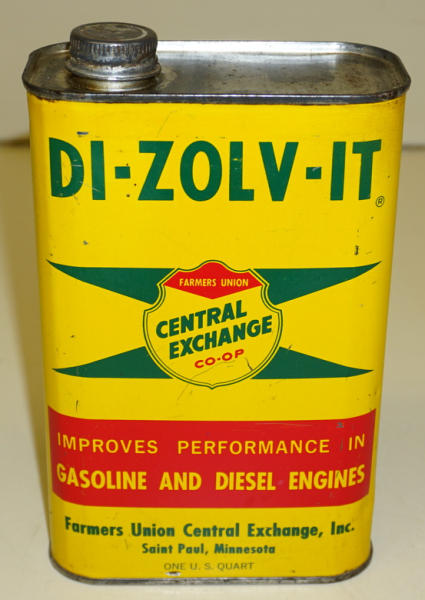 DI-ZOLV-IT®
FARMERS UNION
CENTRAL
EXCHANGE
CO-OP
IMPROVES PERFORMANCE IN
GASOLINE AND DIESEL ENGINES
Farmers Union Central Exchange, Inc.
Saint Paul, Minnesota
ONE U. S. QUART